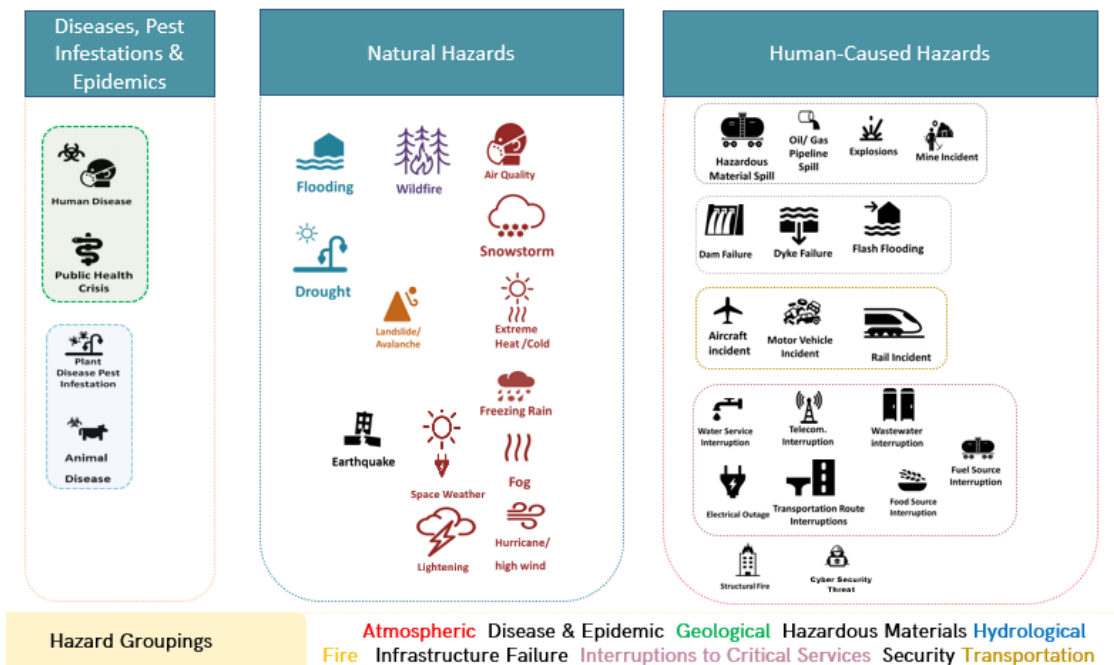 Diseases, Pest
Infestations &
Epidemics
Natural Hazards
Human-Caused Hazards
Human Disease
Public Health
Crisis
Plant
Disease Pest
Infestation
Animal
Disease
Flooding
Wildfire
Air Quality
Snowstorm
Drought
Landslide/
Avalanche
Extreme
Heat /Cold
Freezing Rain
Earthquake
Space Weather
Fog
Lightening
Hurricane/
high wind
Hazardous
Material Spill
Oil/ Gas
Pipeline
Spill
Explosions
Mine Incident
Dam Failure
Dyke Failure
Flash Flooding
Aircraft
incident
Motor Vehicle
Incident
Rail Incident
Water Service
Interruption
Telecom.
Interruption
Wastewater
interruption
Fuel Source
Interruption
Electrical Outage
Transportation Route
Interruptions
Food Source
Interruption
Structural Fire
Cyber Security
Threat
Hazard Groupings
Atmospheric Disease & Epidemic Geological Hazardous Materials Hydrological
Fire Infrastructure Failure Interruptions to Critical Services Security Transportation